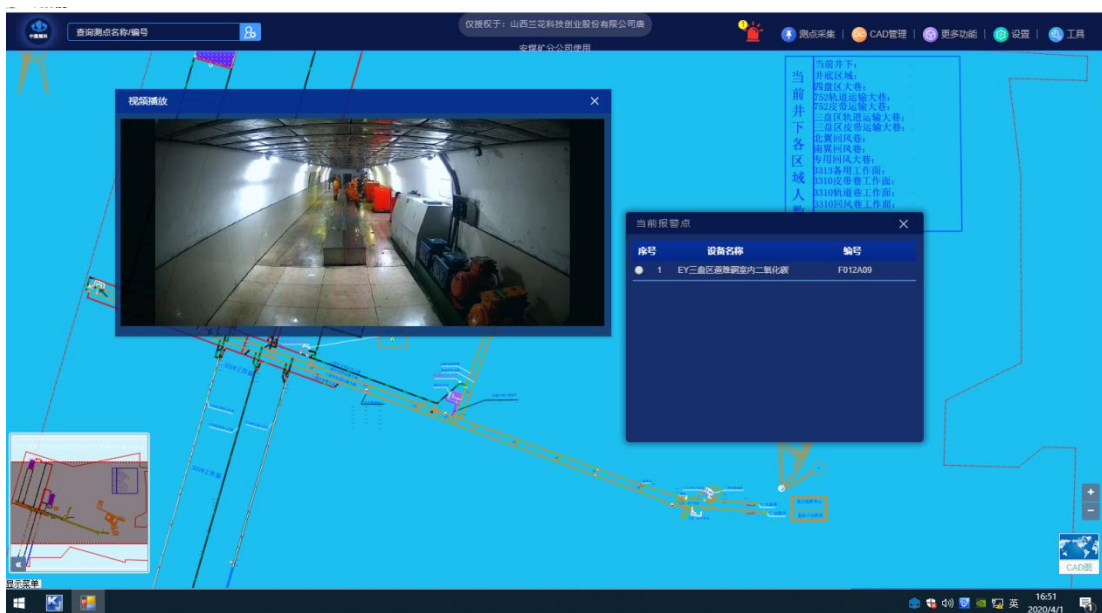 仅授权于：山西兰花科技创业股份有限公司唐
安煤矿分公司使用
查询测点名称/编号
1
测点采集
CAD管理
更多功能
设置
工具
当前井下各区域人数
当前井下：
井底区域：
四盘区大巷：
752轨道运输大巷：
752皮带运输大巷：
三盘区轨道运输大巷：
三盘区皮带运输大巷：
北翼回风巷：
南翼回风巷：
专用回风大巷：
3313备用工作面：
3310皮带巷工作面：
3310轨道巷工作面：
3310回风巷工作面：
视频播放
当前报警点
序号 设备名称 编号
1 EY三盘区避难硐室内二氧化碳 F012A09
CAD图
显示菜单
英
16:51
2020/4/1